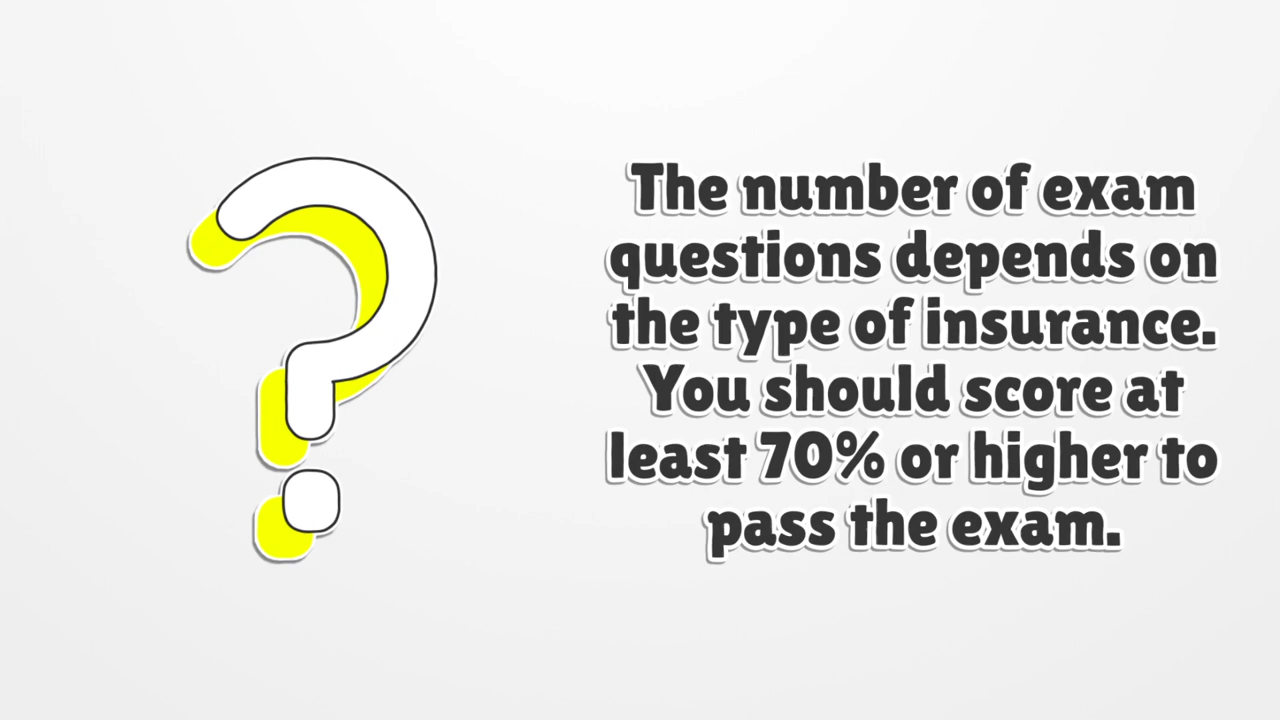 The number of exam
questions depends on
the type of insurance.
You should score at
least 70% or higher to
pass the exam.